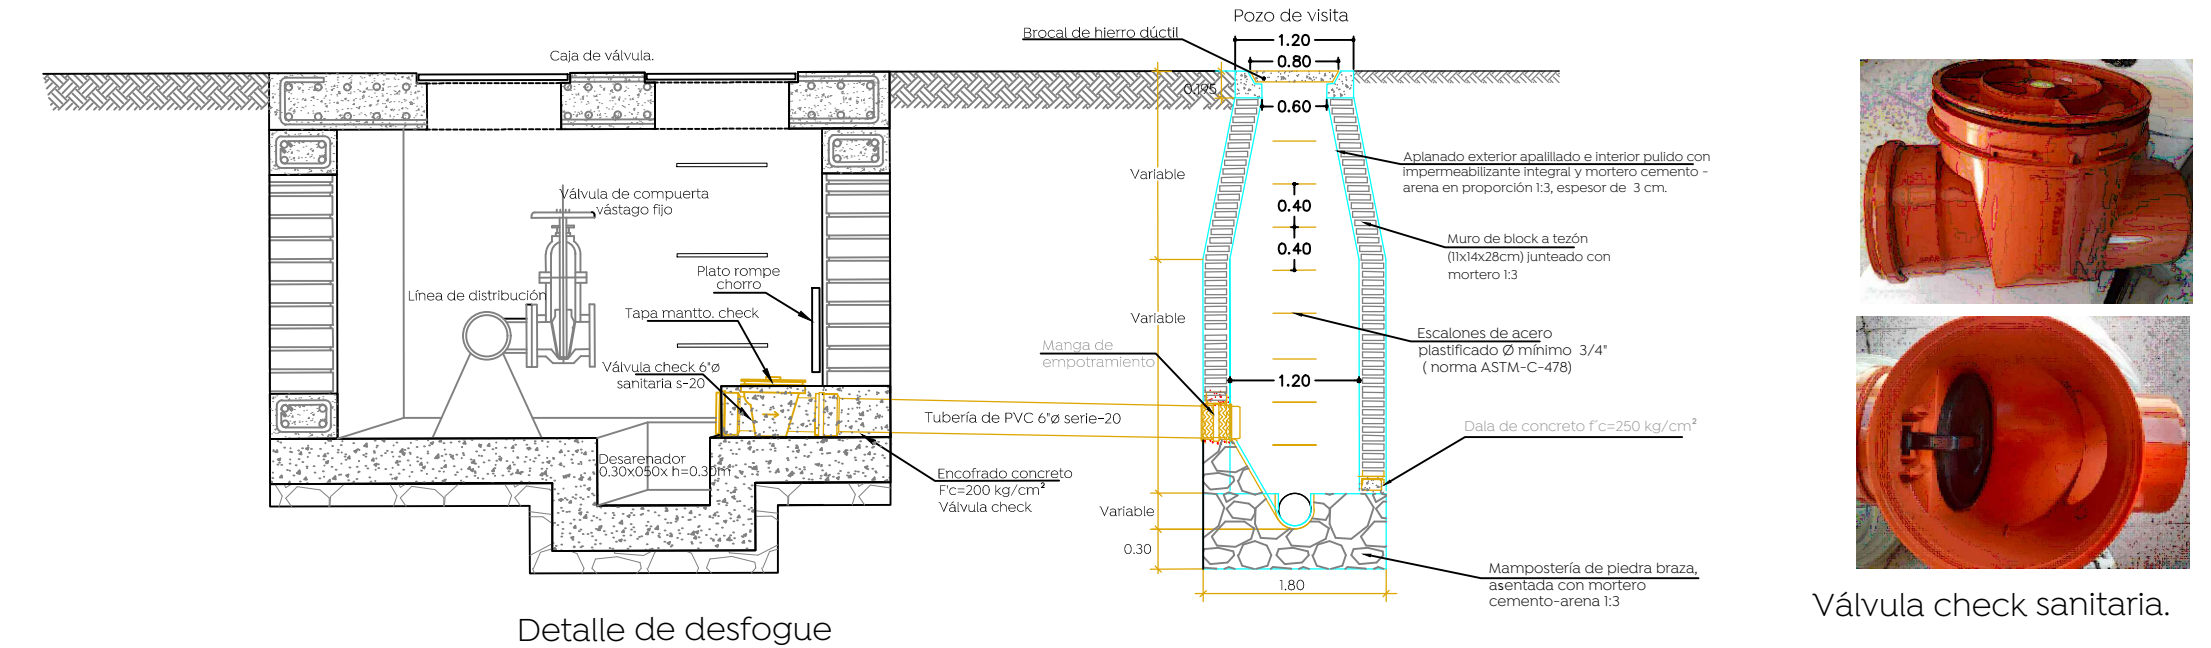 Caja de válvula.
Válvula de compuerta
vástago fijo
Línea de distribución
Plato rompe
chorro
Tapa mantto. check
Válvula check 6"ø
sanitaria s-20
Desarenador
0.30x050x h=0.30m
Tubería de PVC 6"ø serie-20
Encofrado concreto
F'c=200 kg/cm²
Válvula check
Detalle de desfogue
Pozo de visita
Brocal de hierro dúctil
1.20
0.80
0.195
0.60
Variable
Aplanado exterior apalillado e interior pulido con
impermeabilizante integral y mortero cemento -
arena en proporción 1:3, espesor de 3 cm.
0.40
0.40
Muro de block a tezón
(11x14x28cm) junteado con
mortero 1:3
Variable
Escalones de acero
plastificado Ø mínimo 3/4"
( norma ASTM-C-478)
Manga de
empotramiento
1.20
Dala de concreto f´c=250 kg/cm²
Variable
0.30
Mampostería de piedra braza,
asentada con mortero
cemento-arena 1:3
1.80
Válvula check sanitaria.